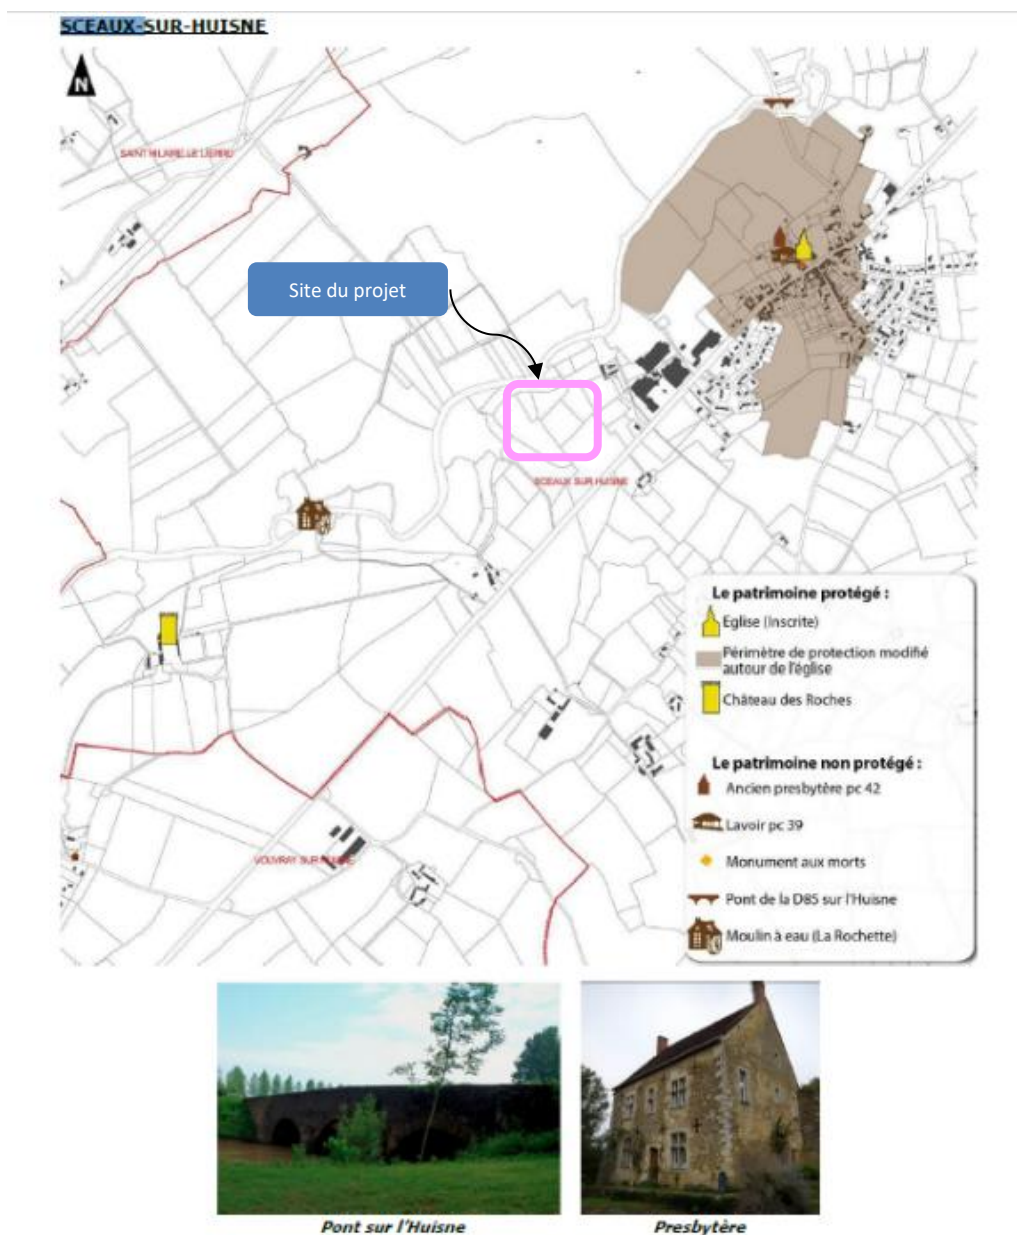 SCEAUX-SUR-HUISNE
N
SAINT HILAIRE LE LIERRU
Site du projet
SCEAUX SUR HUISNE
Le patrimoine protégé :
Eglise (Inscrite)
Périmètre de protection modifié
autour de l'église
Château des Roches
Le patrimoine non protégé :
Ancien presbytère pc 42
Lavoir pc 39
Monument aux morts
Pont de la D85 sur l'Huisne
Moulin à eau (La Rochette)
VOUVRAY SUR HUISNE
Pont sur l'Huisne
Presbytère